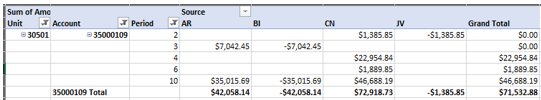 Sum of Amo Source
Unit Account Period AR BI CN JV Grand Total
30501 35000109 2 $1,385.85 -$1,385.85 $0.00
3 $7,042.45 -$7,042.45 $0.00
4 $22,954.84 $22,954.84
6 $1,889.85 $1,889.85
10 $35,015.69 -$35,015.69 $46,688.19 $46,688.19
35000109 Total $42,058.14 -$42,058.14 $72,918.73 -$1,385.85 $71,532.88